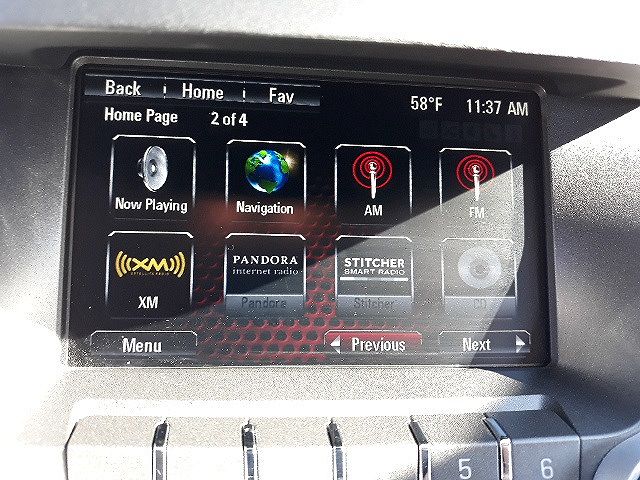 Back Home Fav
58°F 11:37 AM
Home Page 2 of 4
Now Playing Navigation AM FM
XM
SATELLITE RADIO
PANDORA
internet radio
STITCHER
SMART RADIO
XM Pandora Stitcher CD
Menu Previous Next
5 6